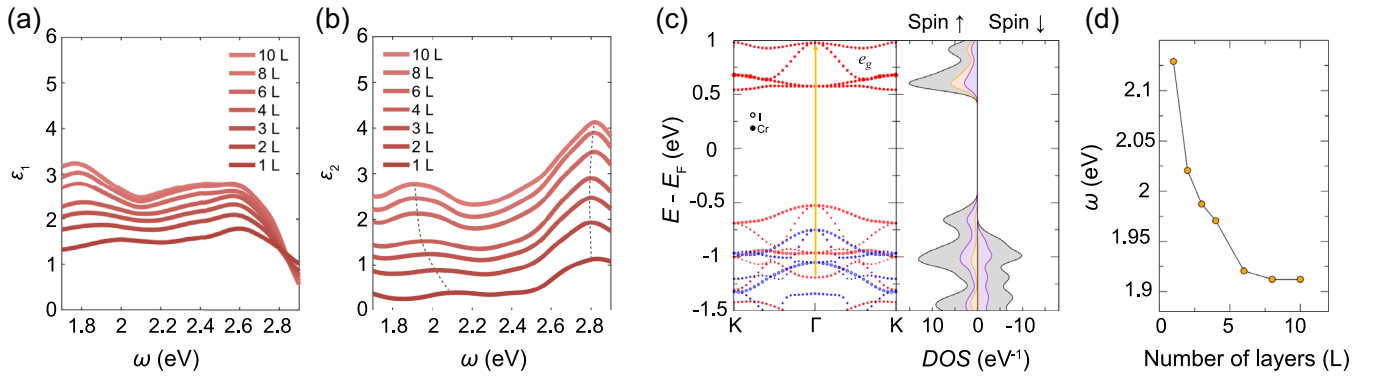 (a)
6
5
4
3
2
1
0
ε1
10 L
8 L
6 L
4 L
3 L
2 L
1 L
1.8 2 2.2 2.4 2.6 2.8
ω (eV)
(b)
6
5
4
3
2
1
0
ε2
10 L
8 L
6 L
4 L
3 L
2 L
1 L
1.8 2 2.2 2.4 2.6 2.8
ω (eV)
(c)
Spin ↑ Spin ↓
1
0.5
0
-0.5
-1
-1.5
E - EF (eV)
eg
I
Cr
K Γ K
10 0 -10
DOS (eV-1)
(d)
2.1
2.05
2
1.95
1.9
ω (eV)
0 5 10
Number of layers (L)